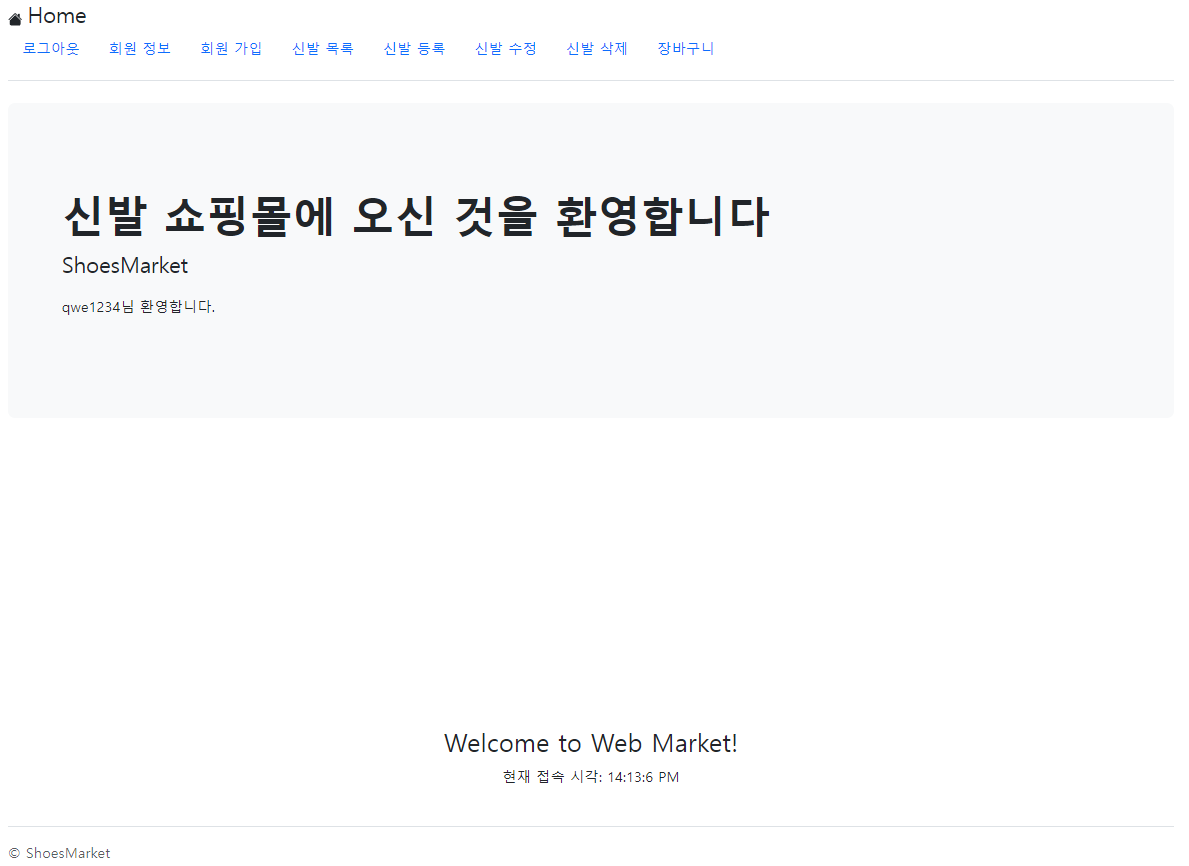 Home
로그아웃 회원 정보 회원 가입 신발 목록 신발 등록 신발 수정 신발 삭제 장바구니
신발 쇼핑몰에 오신 것을 환영합니다
ShoesMarket
qwe1234님 환영합니다.
Welcome to Web Market!
현재 접속 시각: 14:13:6 PM
© ShoesMarket